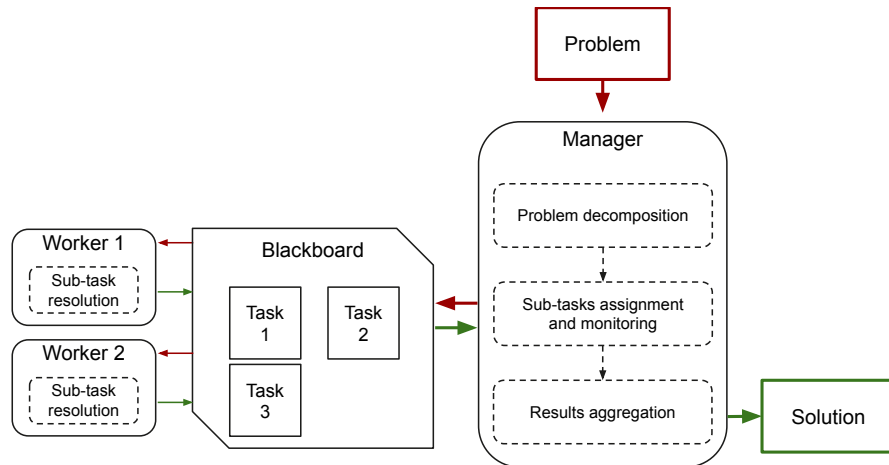 Problem
Manager
Problem decomposition
Worker 1
Sub-task
resolution
Blackboard
Task
1
Task
2
Sub-tasks assignment
and monitoring
Worker 2
Sub-task
resolution
Task
3
Results aggregation
Solution